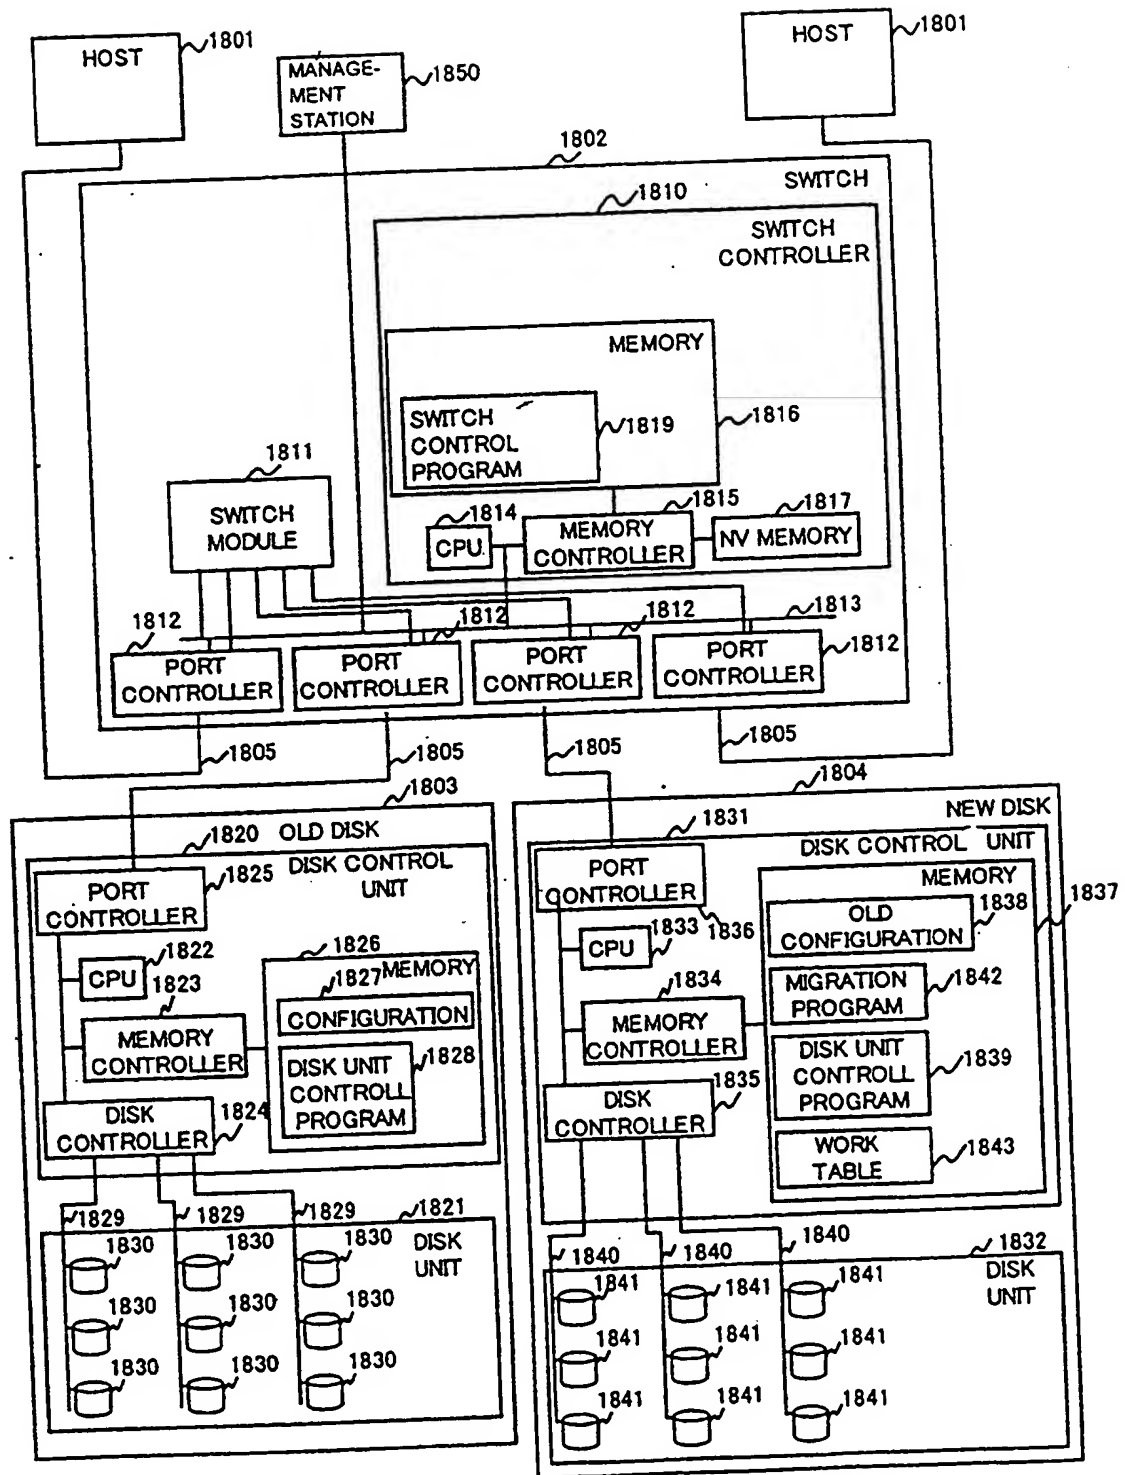 HOST
1801
MANAGE-
MENT
STATION
1850
HOST
1801
1802
SWITCH
1810
SWITCH
CONTROLLER
MEMORY
SWITCH
CONTROL
PROGRAM
1819
1816
1811
SWITCH
MODULE
1814
CPU
1815
MEMORY
CONTROLLER
1817
NV MEMORY
1812
PORT
CONTROLLER
1812
PORT
CONTROLLER
1812
PORT
CONTROLLER
1813
1812
PORT
CONTROLLER
1805
1805
1805
1805
1803
OLD DISK
1820
DISK CONTROL
UNIT
PORT
CONTROLLER
1825
CPU
1822
1823
MEMORY
CONTROLLER
1826
MEMORY
1827
CONFIGURATION
DISK UNIT
CONTROLL
PROGRAM
1828
DISK
CONTROLLER
1824
1829
1829
1829
1821
DISK
UNIT
1830
1830
1830
1830
1830
1830
1830
1830
1830
1804
NEW DISK
1831
DISK CONTROL UNIT
PORT
CONTROLLER
1836
CPU
1833
1834
MEMORY
CONTROLLER
MEMORY
1837
OLD
CONFIGURATION
1838
MIGRATION
PROGRAM
1842
DISK UNIT
CONTROLL
PROGRAM
1839
WORK
TABLE
1843
DISK
CONTROLLER
1835
1840
1840
1840
1832
DISK
UNIT
1841
1841
1841
1841
1841
1841
1841
1841
1841